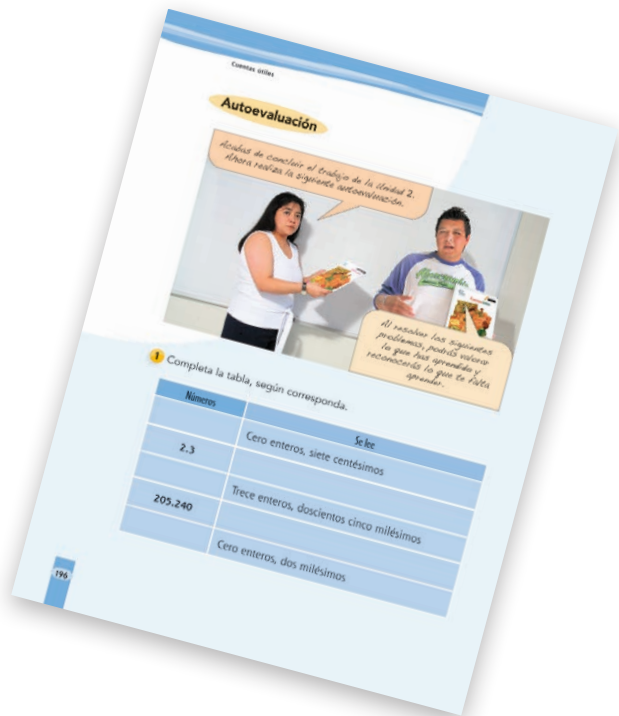 Cuentas útiles
Autoevaluación
Acabas de concluir el trabajo de la Unidad 2.
Ahora realiza la siguiente autoevaluación.
Al resolver los siguientes
problemas, podrás valorar
lo que has aprendido y
reconocerás lo que te falta
aprender.
1 Completa la tabla, según corresponda.
Números Se lee
Cero enteros, siete centésimos
2.3
Trece enteros, doscientos cinco milésimos
205.240
Cero enteros, dos milésimos
196